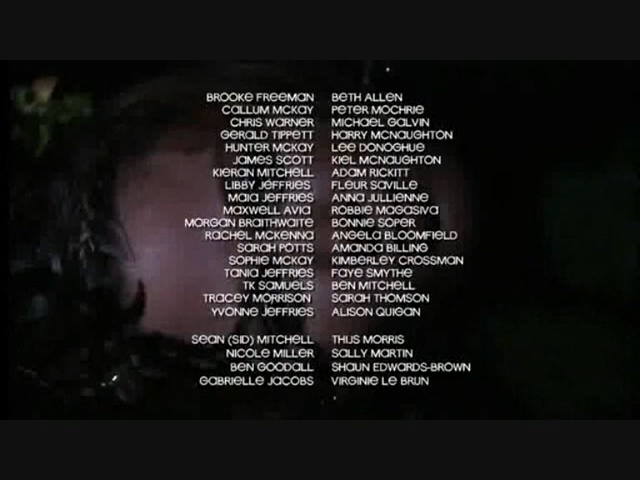 BROOKE FREEMAN BETH ALLEN
CALLUM MCKAY PETER MOCHRIE
CHRIS WARNER MICHAEL GALVIN
GERALD TIPPETT HARRY MCNAUGHTON
HUNTER MCKAY LEE DONOGHUE
JAMES SCOTT KIEL MCNAUGHTON
KIERAN MITCHELL ADAM RICKITT
LIBBY JEFFRIES FLEUR SAVILLE
MAIA JEFFRIES ANNA JULLIENNE
MAXWELL AVIA ROBBIE MAGASIVA
MORGAN BRAITHWAITE BONNIE SOPER
RACHEL MCKENNA ANGELA BLOOMFIELD
SARAH POTTS AMANDA BILLING
SOPHIE MCKAY KIMBERLEY CROSSMAN
TANIA JEFFRIES FAYE SMYTHE
TK SAMUELS BEN MITCHELL
TRACEY MORRISON SARAH THOMSON
YVONNE JEFFRIES ALISON QUIGAN
SEAN (SID) MITCHELL THIJS MORRIS
NICOLE MILLER SALLY MARTIN
BEN GOODALL SHAUN EDWARDS-BROWN
GABRIELLE JACOBS VIRGINIE LE BRUN